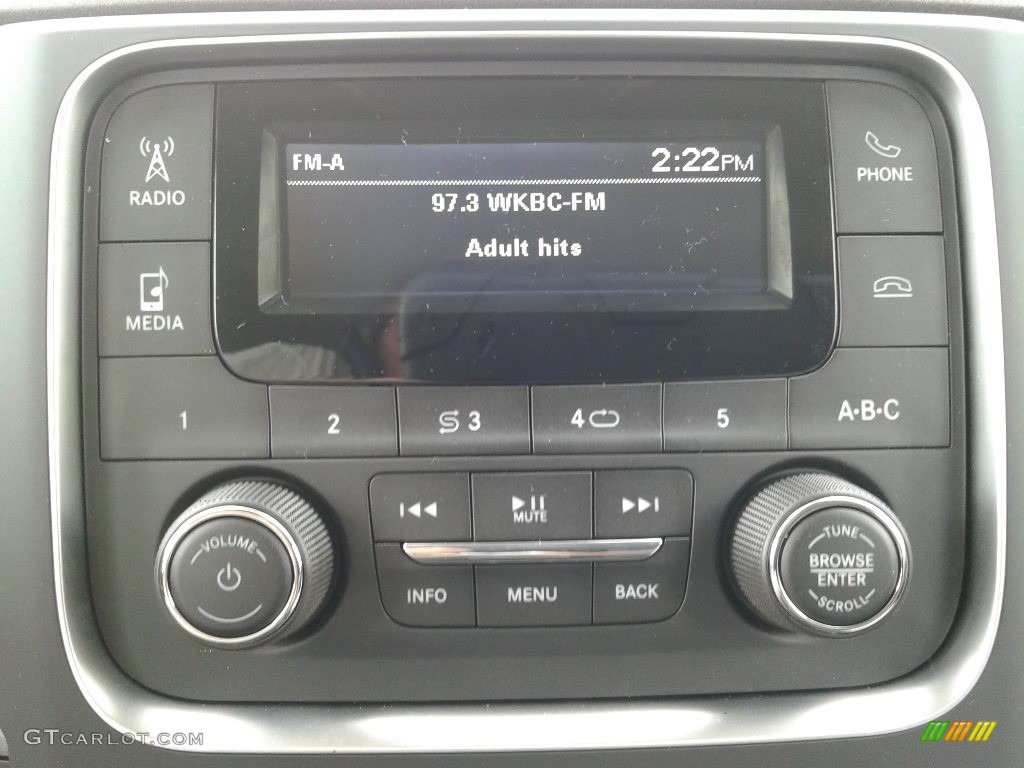 FM-A 2:22PM
97.3 WKBC-FM
Adult hits
RADIO
MEDIA
PHONE
1 2 3 4 5 A·B·C
VOLUME
MUTE
INFO MENU BACK
TUNE
BROWSE
ENTER
SCROLL
GTCARLOT.COM